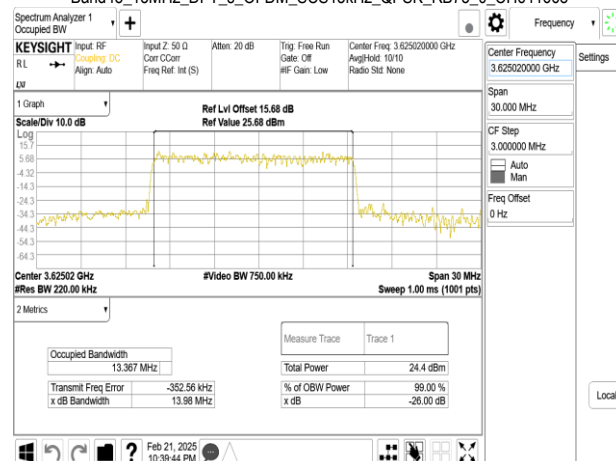 Spectrum Analyzer 1
Occupied BW
Frequency
KEYSIGHT
Input: RF
Coupling: DC
Align: Auto
Input Z: 50 Ω
Corr CCorr
Freq Ref: Int (S)
Atten: 20 dB
Trig: Free Run
Gate: Off
#IF Gain: Low
Center Freq: 3.625020000 GHz
Avg|Hold: 10/10
Radio Std: None
RL
LXI
Center Frequency
3.625020000 GHz
Settings
Span
30.000 MHz
CF Step
3.000000 MHz
Auto
Man
Freq Offset
0 Hz
1 Graph
Ref Lvl Offset 15.68 dB
Scale/Div 10.0 dB
Ref Value 25.68 dBm
Log
15.7
5.68
-4.32
-14.3
-24.3
-34.3
-44.3
-54.3
-64.3
Center 3.62502 GHz
#Video BW 750.00 kHz
Span 30 MHz
#Res BW 220.00 kHz
Sweep 1.00 ms (1001 pts)
2 Metrics
Measure Trace
Trace 1
Occupied Bandwidth
13.367 MHz
Total Power
24.4 dBm
Transmit Freq Error
-352.56 kHz
% of OBW Power
99.00 %
x dB Bandwidth
13.98 MHz
x dB
-26.00 dB
Local
Feb 21, 2025
10:39:44 PM